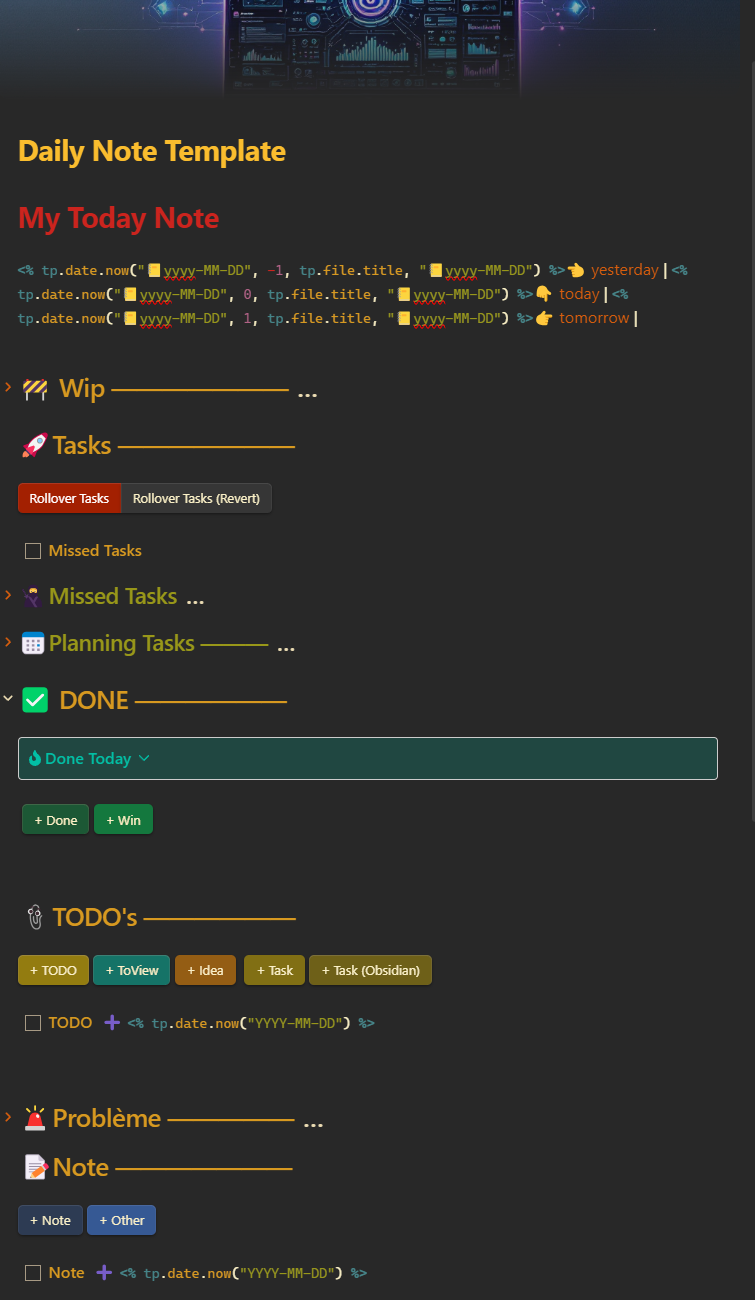 Daily Note Template
My Today Note
<% tp.date.now("📒yyyy-MM-DD", -1, tp.file.title, "📒yyyy-MM-DD") %>👈 yesterday | <%
tp.date.now("📒yyyy-MM-DD", 0, tp.file.title, "📒yyyy-MM-DD") %>👇 today | <%
tp.date.now("📒yyyy-MM-DD", 1, tp.file.title, "📒yyyy-MM-DD") %>👉 tomorrow |
🚧 Wip ...
🚀 Tasks
Rollover Tasks Rollover Tasks (Revert)
Missed Tasks
Missed Tasks ...
Planning Tasks ...
✅ DONE
Done Today
+ Done + Win
TODO's
+ TODO + ToView + Idea + Task + Task (Obsidian)
TODO ➕ <% tp.date.now("YYYY-MM-DD") %>
🚨 Problème ...
📝 Note
+ Note + Other
Note ➕ <% tp.date.now("YYYY-MM-DD") %>